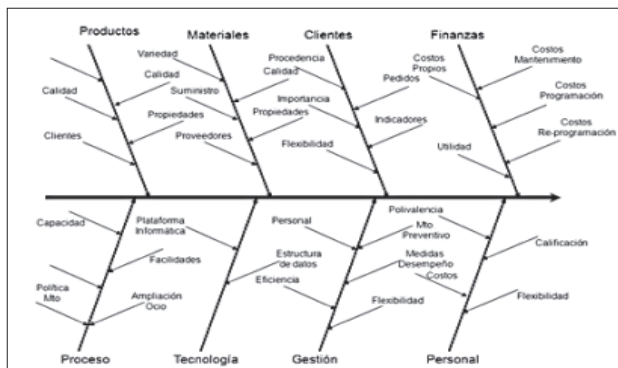 Productos
Materiales
Clientes
Finanzas
Variedad
Procedencia
Costos
Propios
Costos
Mantenimiento
Calidad
Calidad
Pedidos
Calidad
Suministro
Importancia
Costos
Programación
Propiedades
Propiedades
Indicadores
Clientes
Proveedores
Flexibilidad
Utilidad
Costos
Re-programación
Capacidad
Plataforma
Informática
Personal
Polivalencia
Mto
Preventivo
Calificación
Facilidades
Estructura
de datos
Medidas
Desempeño
Costos
Política
Mto
Ampliación
Ocio
Eficiencia
Flexibilidad
Flexibilidad
Proceso
Tecnología
Gestión
Personal